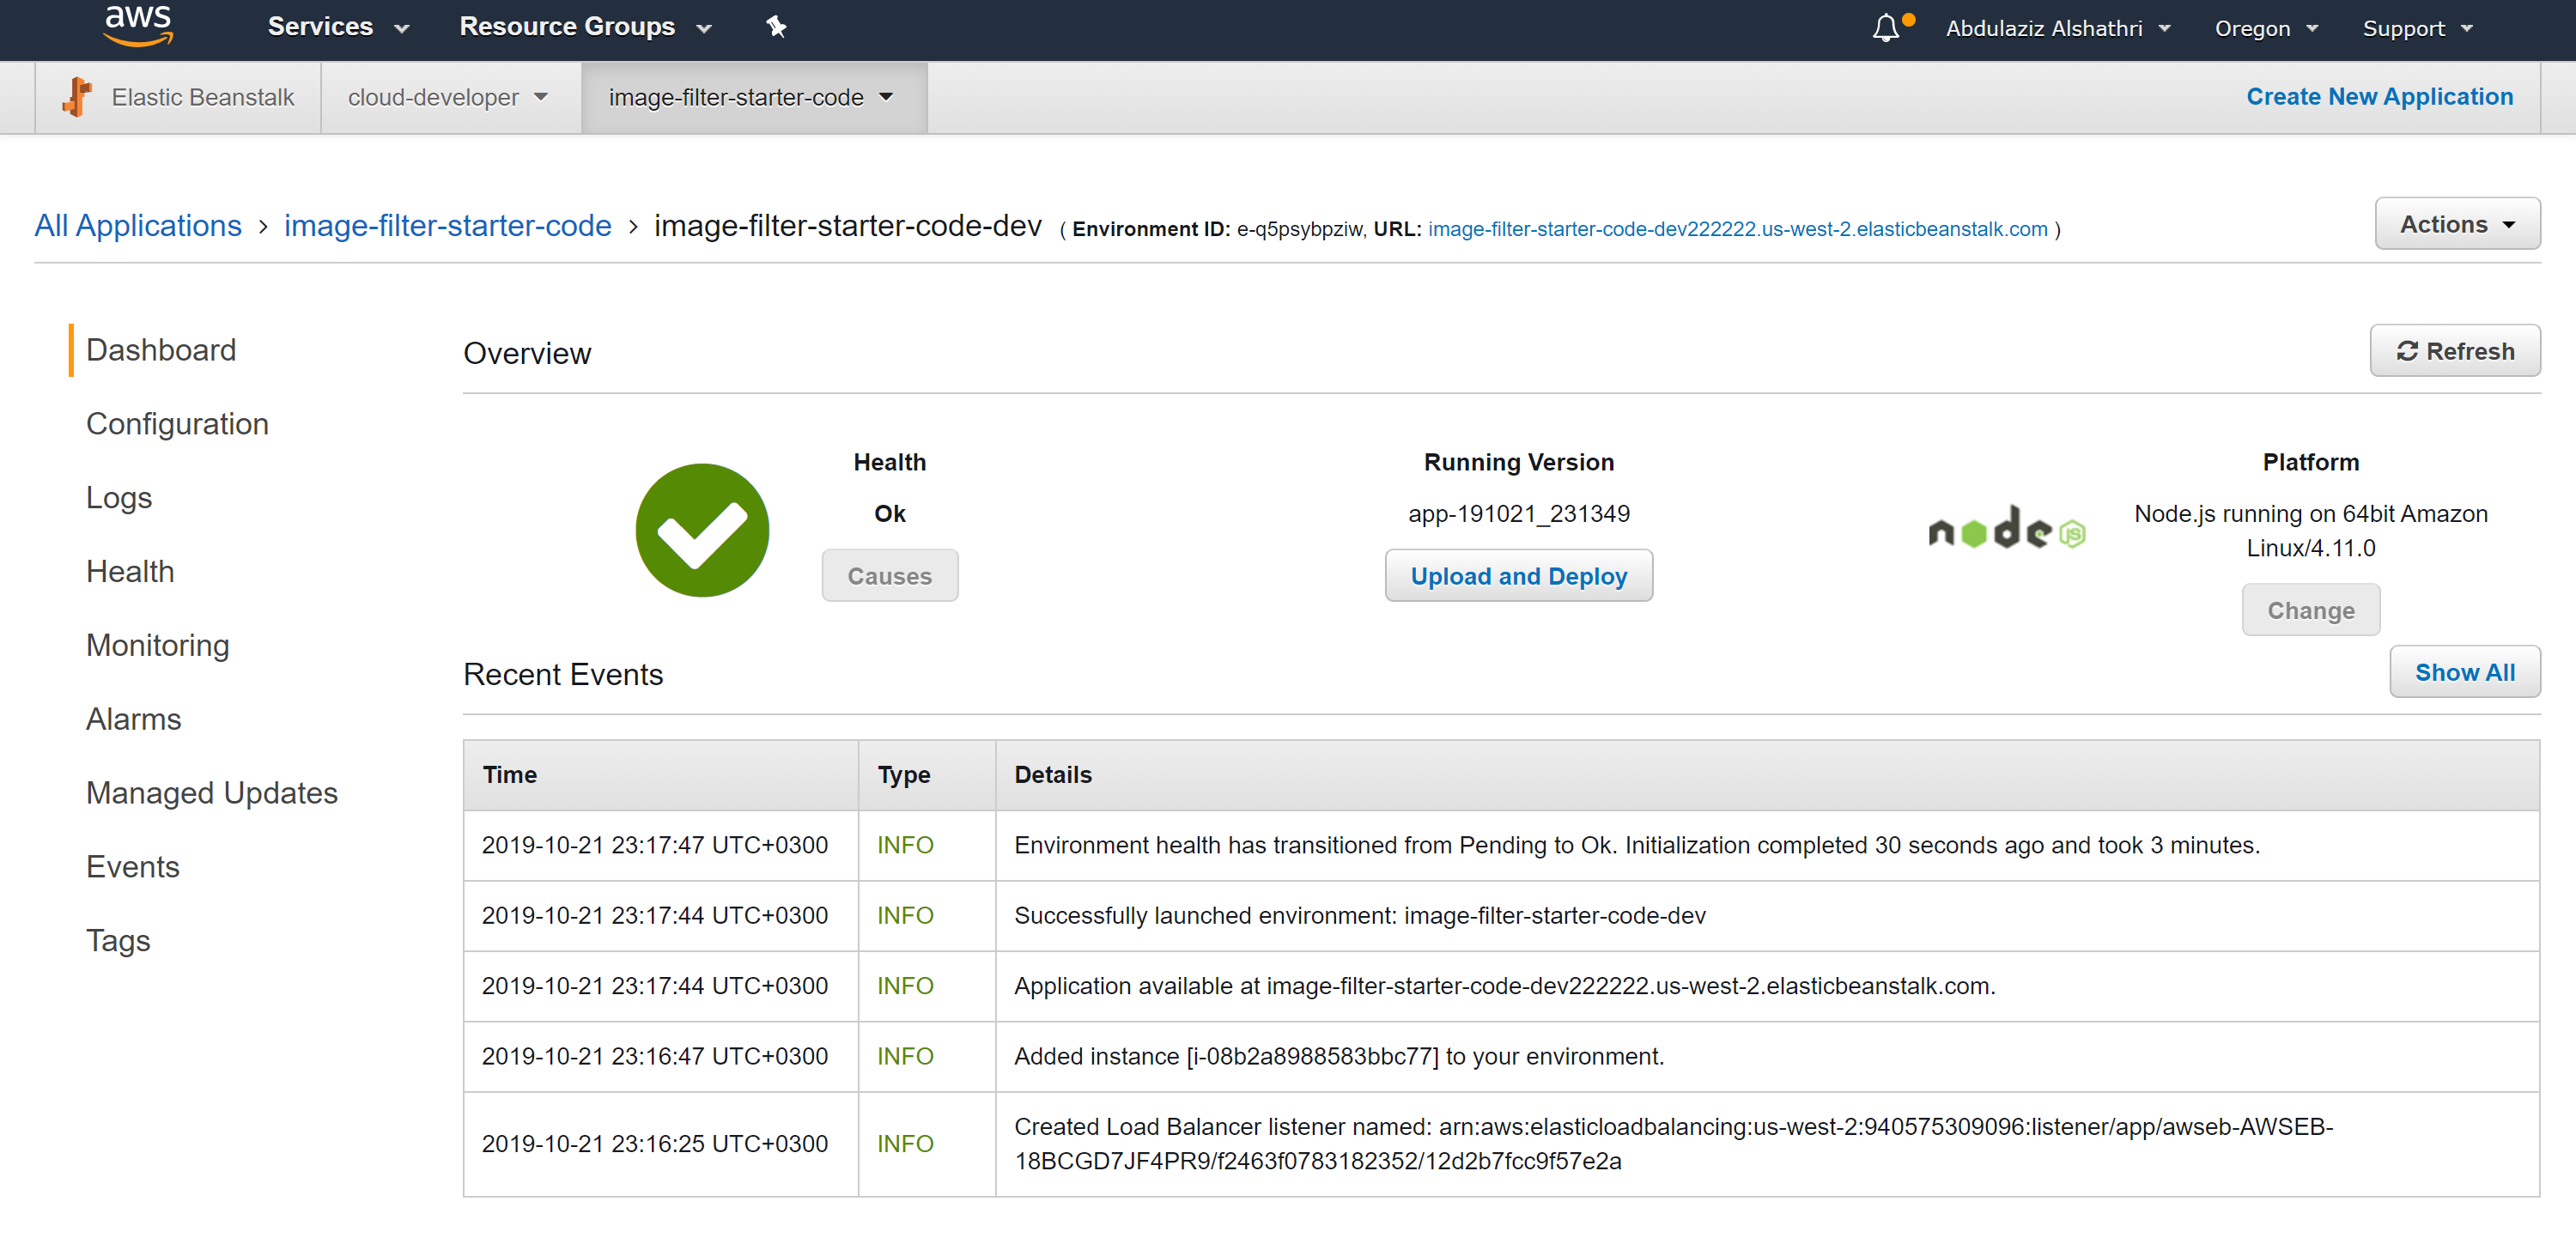 aws Services Resource Groups Abdulaziz Alshathri Oregon Support
Elastic Beanstalk cloud-developer image-filter-starter-code Create New Application
All Applications > image-filter-starter-code > image-filter-starter-code-dev ( Environment ID: e-q5psybpziw, URL: image-filter-starter-code-dev222222.us-west-2.elasticbeanstalk.com ) Actions
Dashboard
Configuration
Logs
Health
Monitoring
Alarms
Managed Updates
Events
Tags
Overview Refresh
Health
Ok
Causes
Running Version
app-191021_231349
Upload and Deploy
node JS
Platform
Node.js running on 64bit Amazon
Linux/4.11.0
Change
Recent Events Show All
Time Type Details
2019-10-21 23:17:47 UTC+0300 INFO Environment health has transitioned from Pending to Ok. Initialization completed 30 seconds ago and took 3 minutes.
2019-10-21 23:17:44 UTC+0300 INFO Successfully launched environment: image-filter-starter-code-dev
2019-10-21 23:17:44 UTC+0300 INFO Application available at image-filter-starter-code-dev222222.us-west-2.elasticbeanstalk.com.
2019-10-21 23:16:47 UTC+0300 INFO Added instance [i-08b2a8988583bbc77] to your environment.
2019-10-21 23:16:25 UTC+0300 INFO Created Load Balancer listener named: arn:aws:elasticloadbalancing:us-west-2:940575309096:listener/app/awseb-AWSEB-
18BCGD7JF4PR9/f2463f0783182352/12d2b7fcc9f57e2a